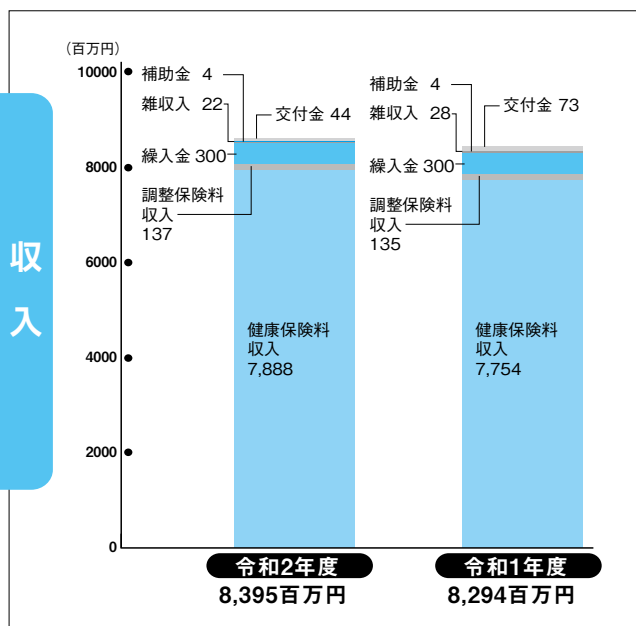 収入
（百万円）
10000
8000
6000
4000
2000
0
補助金 4
雑収入 22
交付金 44
繰入金 300
調整保険料
収入
137
健康保険料
収入
7,888
補助金 4
雑収入 28
交付金 73
繰入金 300
調整保険料
収入
135
健康保険料
収入
7,754
令和2年度
8,395百万円
令和1年度
8,294百万円